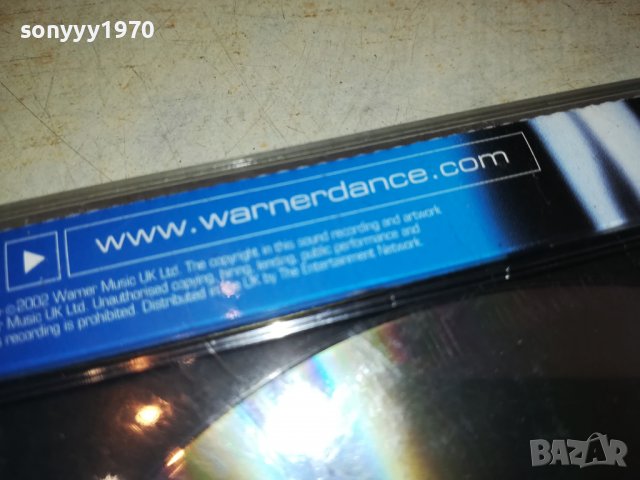 sonyyy1970
www.warnerdance.com
℗©2002 Warner Music UK Ltd. The copyright in this sound recording and artwork
Music UK Ltd. Unauthorised copying, hiring, lending, public performance and
recording is prohibited. Distributed in the UK by The Entertainment Network.
BAZAR